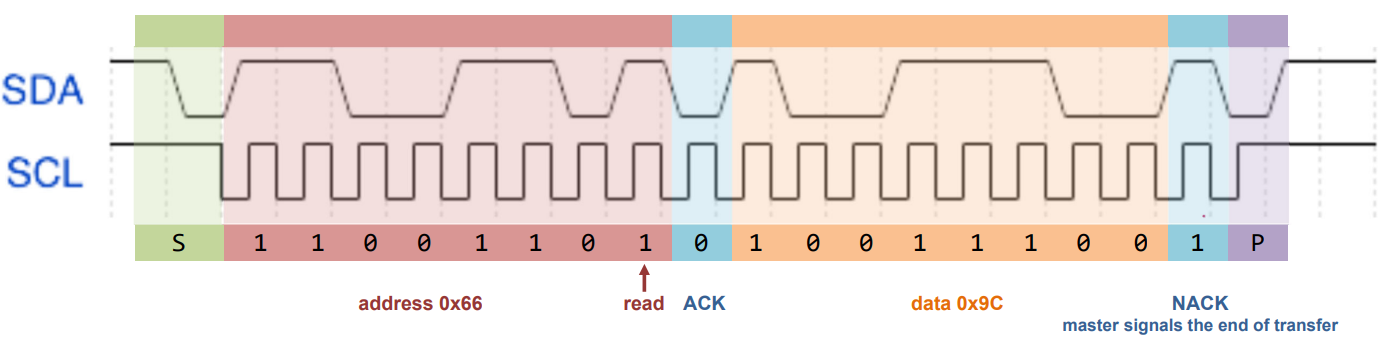 SDA
SCL
S 1 1 0 0 1 1 0 1 0 1 0 0 1 1 1 0 0 1 P
address 0x66 read ACK data 0x9C NACK
master signals the end of transfer